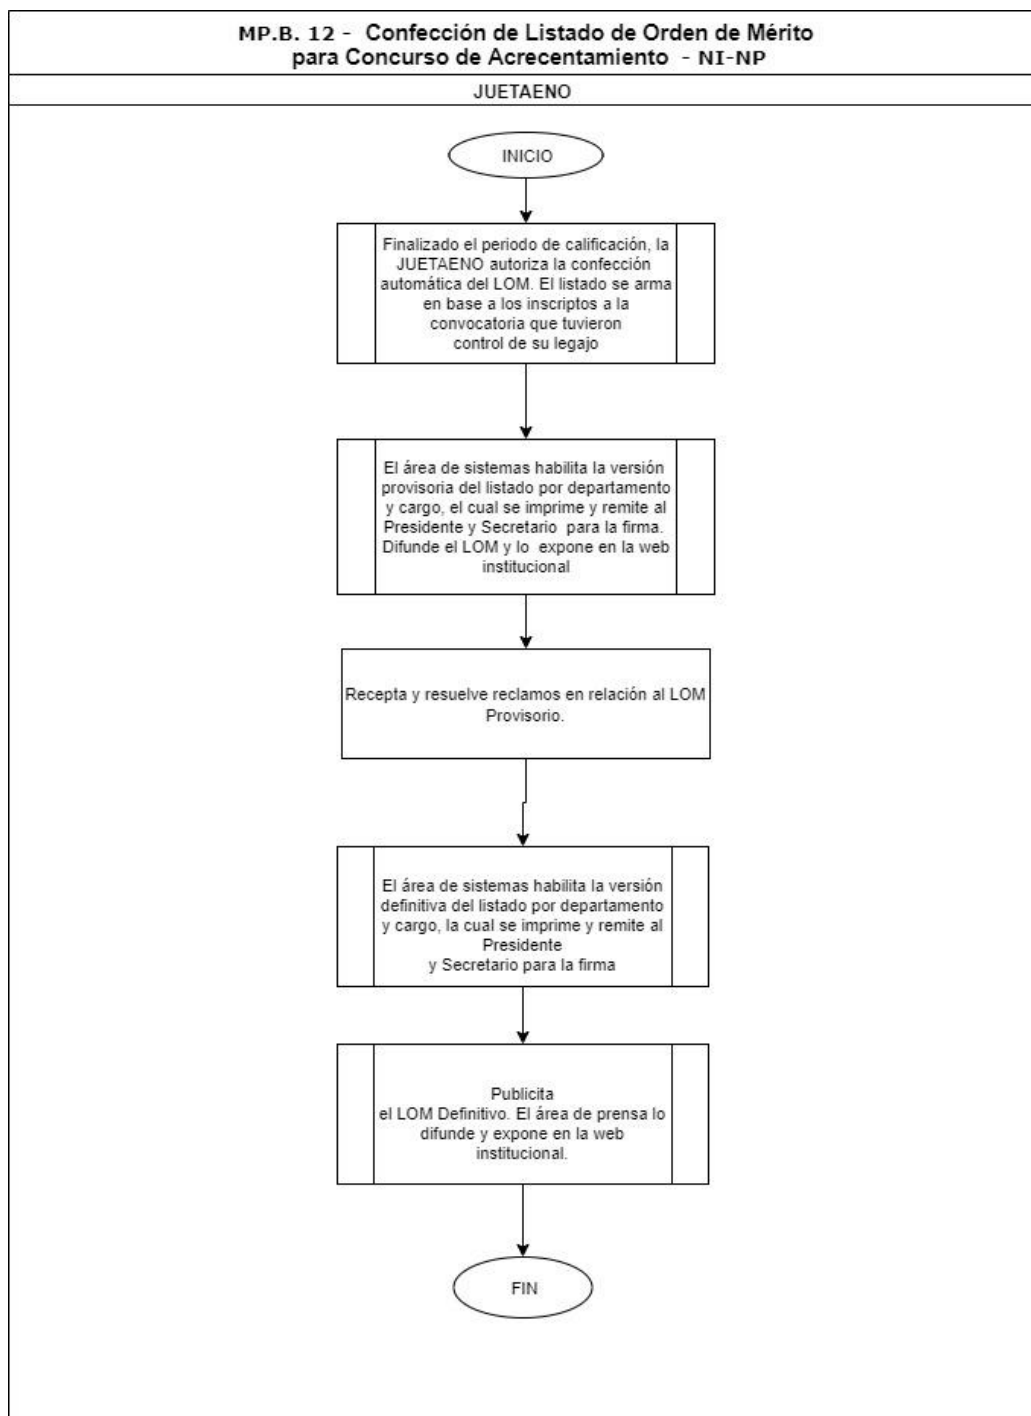 MP.B. 12 - Confección de Listado de Orden de Mérito
para Concurso de Acrecentamiento - NI-NP
JUETAENO
INICIO
Finalizado el periodo de calificación, la
JUETAENO autoriza la confección
automática del LOM. El listado se arma
en base a los inscriptos a la
convocatoria que tuvieron
control de su legajo
El área de sistemas habilita la versión
provisoria del listado por departamento
y cargo, el cual se imprime y remite al
Presidente y Secretario para la firma.
Difunde el LOM y lo expone en la web
institucional
Recepta y resuelve reclamos en relación al LOM
Provisorio.
El área de sistemas habilita la versión
definitiva del listado por departamento
y cargo, la cual se imprime y remite al
Presidente
y Secretario para la firma
Publicita
el LOM Definitivo. El área de prensa lo
difunde y expone en la web
institucional.
FIN